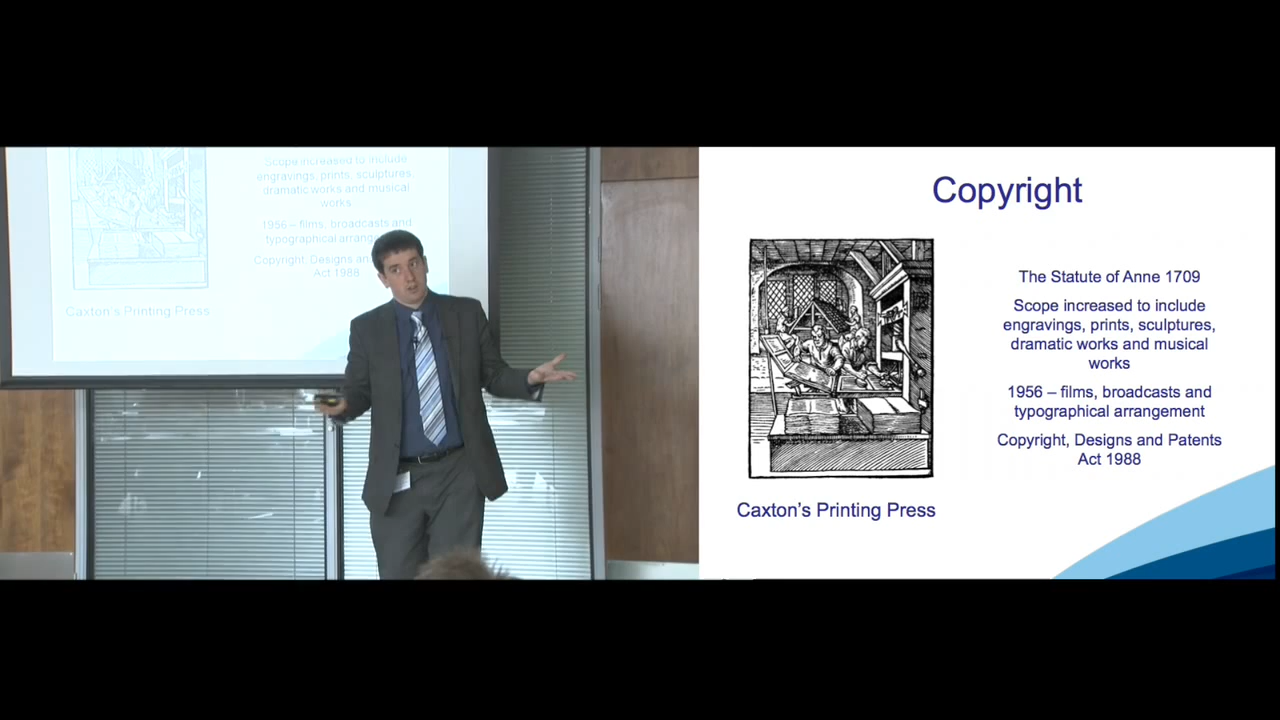 Scope increased to include
engravings, prints, sculptures,
dramatic works and musical
works
1956 – films, broadcasts and
typographical
Copyright, Designs
Act 1988
Caxton's Printing Press
Copyright
The Statute of Anne 1709
Scope increased to include
engravings, prints, sculptures,
dramatic works and musical
works
1956 – films, broadcasts and
typographical arrangement
Copyright, Designs and Patents
Act 1988
Caxton's Printing Press